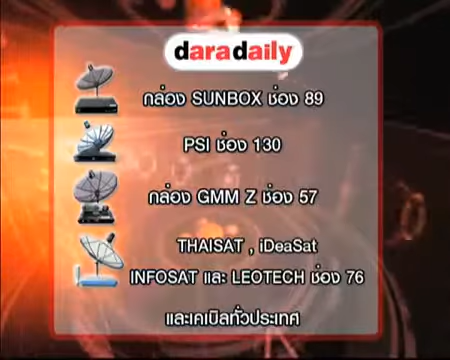 daradaily
กล่อง SUNBOX ช่อง 89
PSI ช่อง 130
กล่อง GMM Z ช่อง 57
THAISAT , iDeaSat
INFOSAT และ LEOTECH ช่อง 76
และเคเบิลทั่วประเทศ